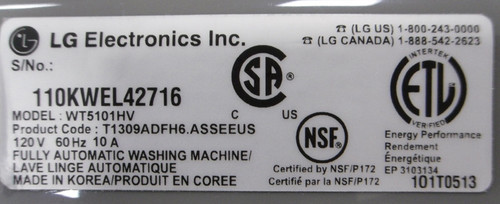 LG LG Electronics Inc.
☎ (LG US) 1-800-243-0000
☎ (LG CANADA) 1-888-542-2623
S/No.:
110KWEL42716
MODEL : WT5101HV
Product Code : T1309ADFH6.ASSEEUS
120 V 60 Hz 10 A
FULLY AUTOMATIC WASHING MACHINE/
LAVE LINGE AUTOMATIQUE
MADE IN KOREA/PRODUIT EN COREE
SA
C US
NSF
Certified by NSF/P172
Certifié par la NSF/P172
INTERTEK
ETL
VERIFIED
Energy Performance
Rendement Énergétique
EP 3103134
101T0513